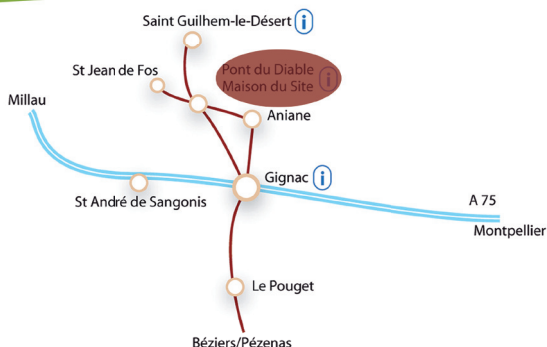 Saint Guilhem-le-Désert i
St Jean de Fos
Pont du Diable
Maison du Site i
Millau
Aniane
Gignac i
St André de Sangonis
A 75
Montpellier
Le Pouget
Béziers/Pézenas